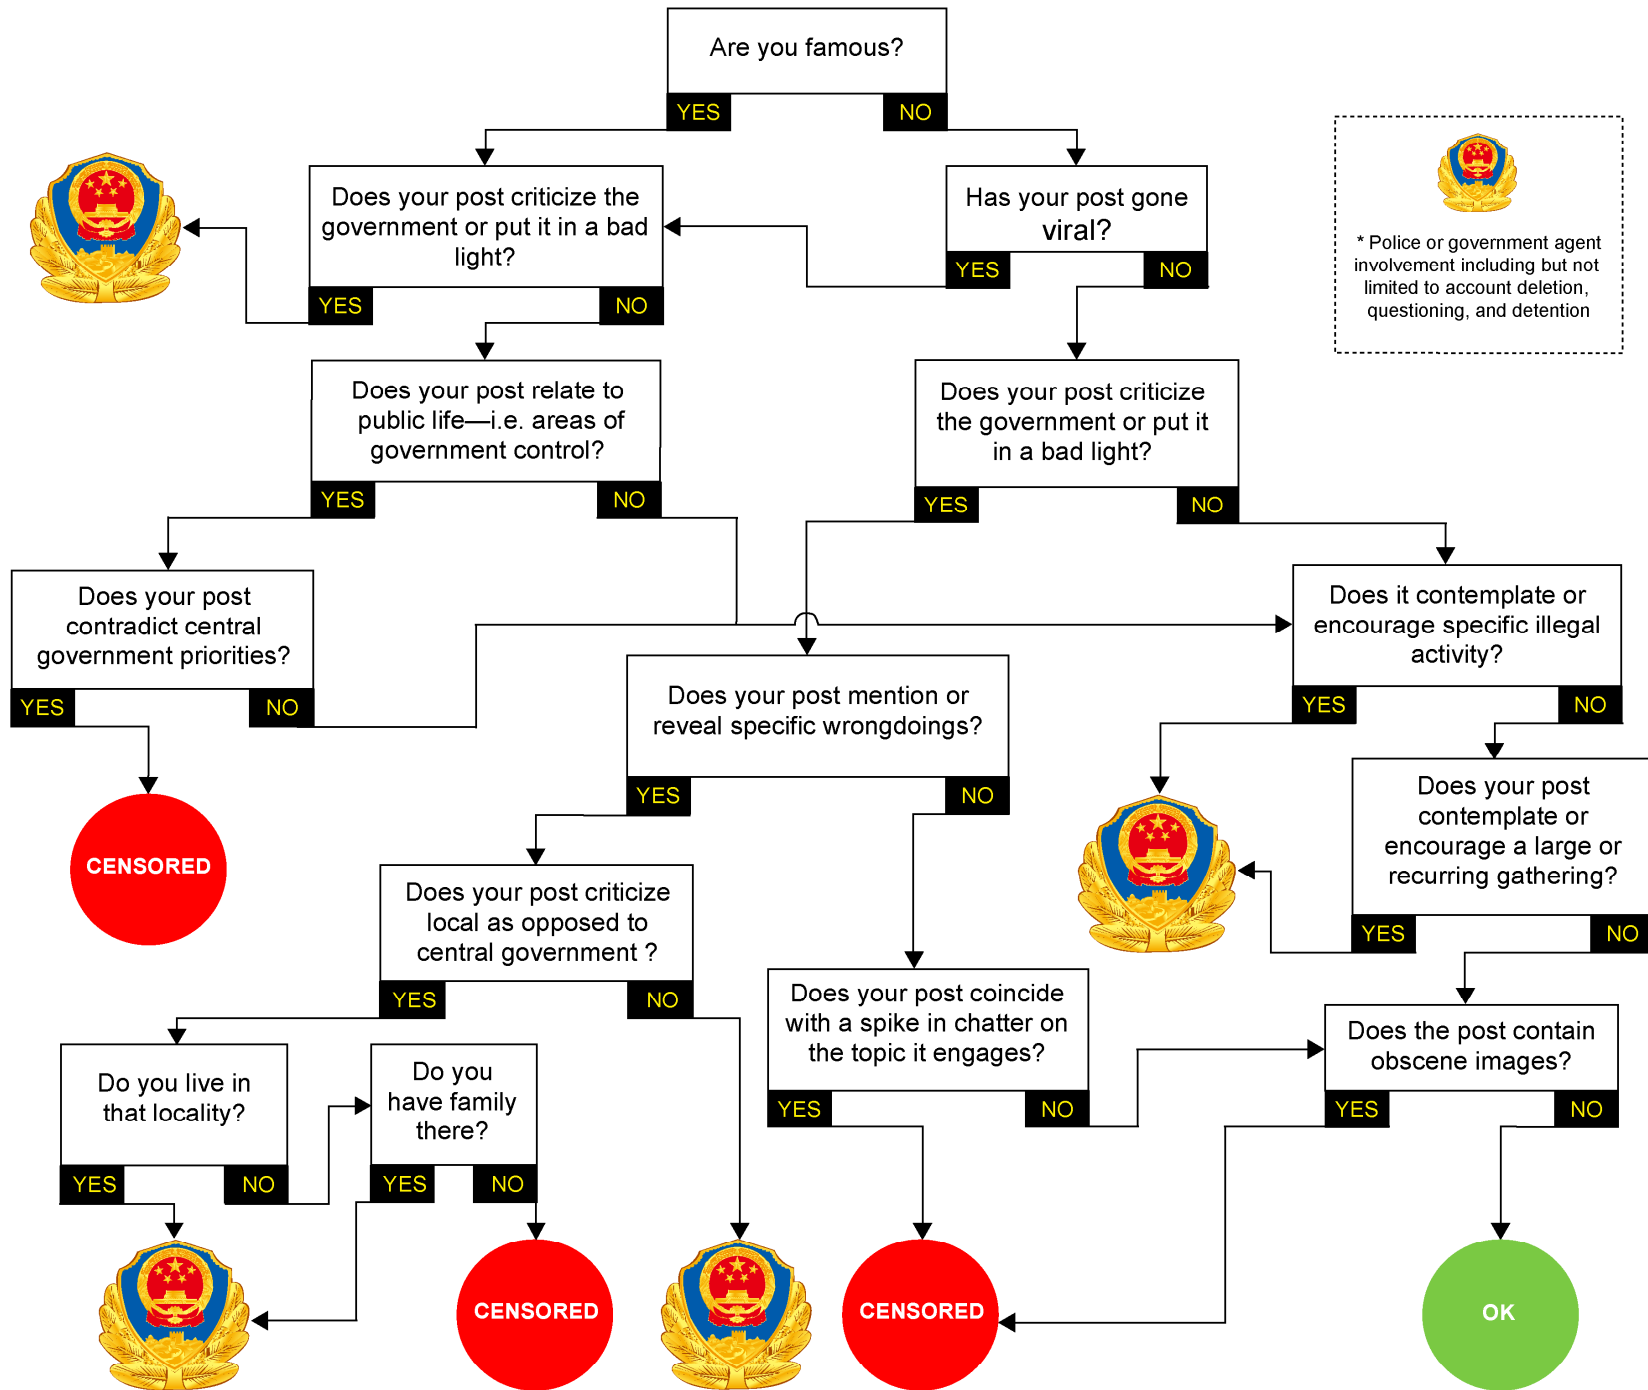 Are you famous?
YES
NO
Does your post criticize the
government or put it in a bad
light?
YES
NO
Has your post gone
viral?
YES
NO
* Police or government agent
involvement including but not
limited to account deletion,
questioning, and detention
Does your post relate to
public life—i.e. areas of
government control?
YES
NO
Does your post criticize
the government or put it
in a bad light?
YES
NO
Does your post
contradict central
government priorities?
YES
NO
Does it contemplate or
encourage specific illegal
activity?
YES
NO
Does your post mention or
reveal specific wrongdoings?
YES
NO
Does your post
contemplate or
encourage a large or
recurring gathering?
YES
NO
CENSORED
Does your post criticize
local as opposed to
central government ?
YES
NO
Does your post coincide
with a spike in chatter on
the topic it engages?
YES
NO
Does the post contain
obscene images?
YES
NO
Do you live in
that locality?
YES
NO
Do you
have family
there?
YES
NO
CENSORED
CENSORED
OK